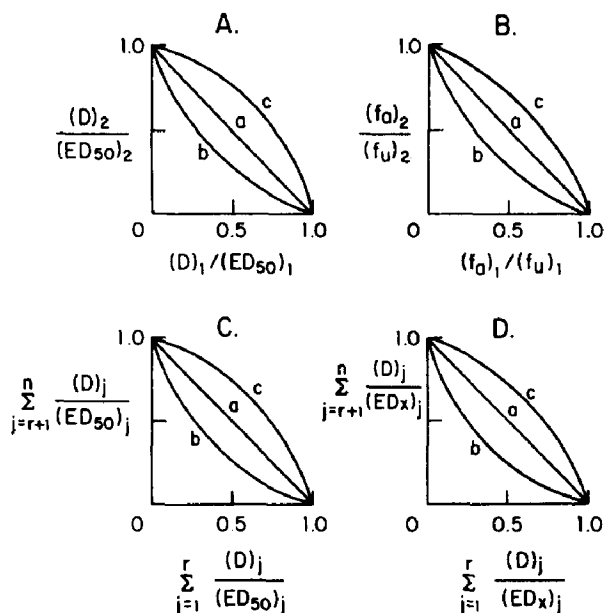 A.
1.0
(D)₂
(ED₅₀)₂
c
a
b
0 0.5 1.0
(D)₁/(ED₅₀)₁
B.
1.0
(fa)₂
(fu)₂
c
a
b
0 0.5 1.0
(fa)₁/(fu)₁
C.
1.0
n
Σ (D)j
j=r+1 (ED₅₀)j
c
a
b
0 0.5 1.0
r
Σ (D)j
j=1 (ED₅₀)j
D.
1.0
n
Σ (D)j
j=r+1 (EDx)j
c
a
b
0 0.5 1.0
r
Σ (D)j
j=1 (EDx)j